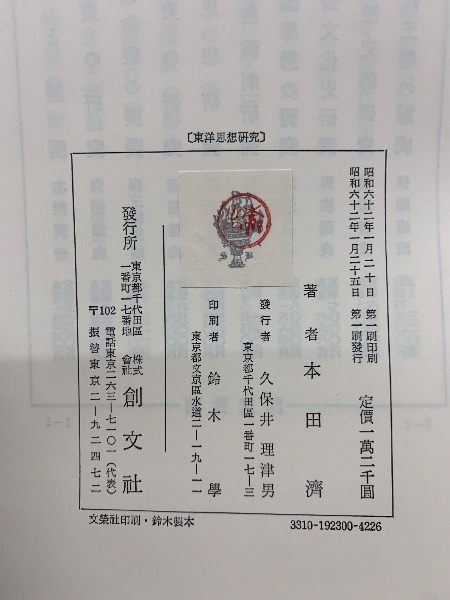 〔東洋思想研究〕
昭和六十二年一月二十日 第一刷印刷
昭和六十二年一月二十五日 第一刷發行
定價一萬二千圓
著者 本田濟
發行者 久保井理津男
東京都千代田區一番町一七—三
印刷者 鈴木學
東京都文京區水道二—一九—一一
發行所 東京都千代田區
一番町一七番地 株式會社 創文社
〒102 電話東京二六三—七一〇一(代表)
振替東京二—九二四七二
文榮社印刷・鈴木製本
3310-192300-4226